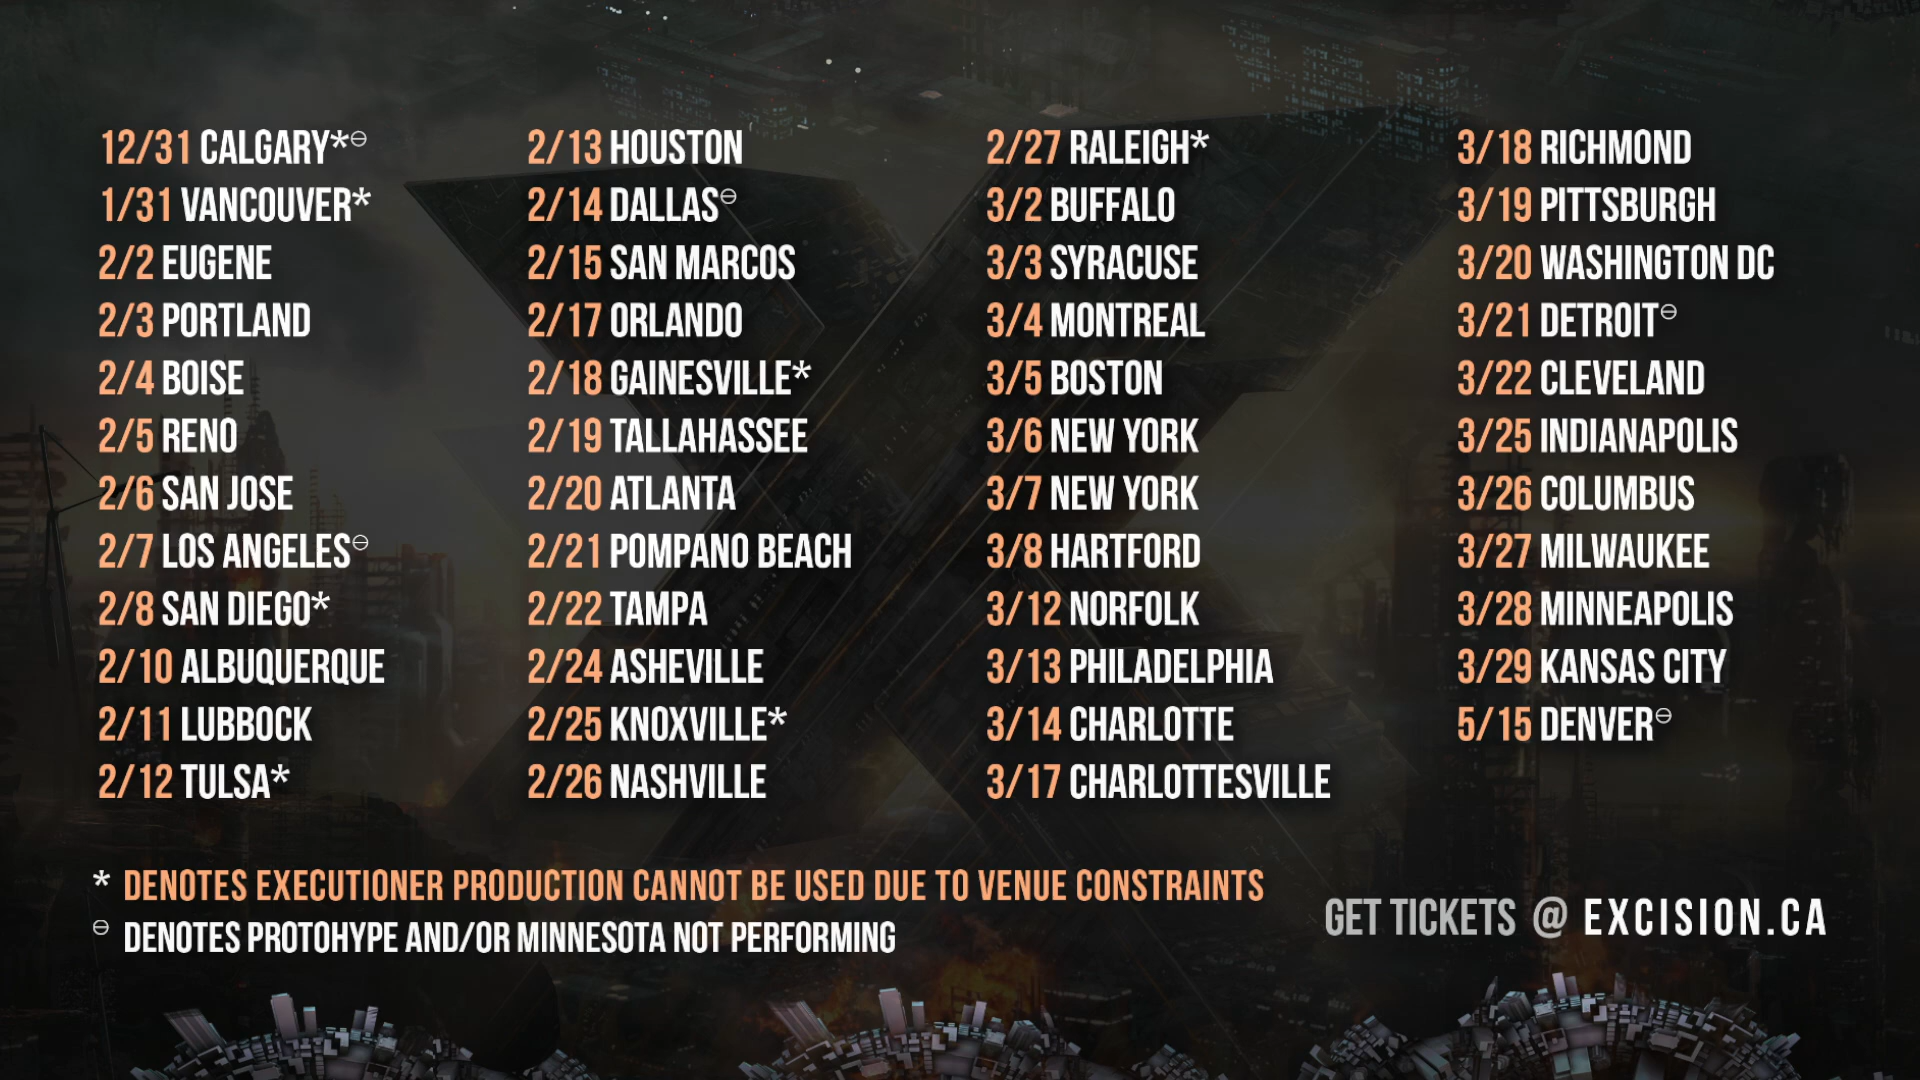 12/31 CALGARY*⊖
1/31 VANCOUVER*
2/2 EUGENE
2/3 PORTLAND
2/4 BOISE
2/5 RENO
2/6 SAN JOSE
2/7 LOS ANGELES⊖
2/8 SAN DIEGO*
2/10 ALBUQUERQUE
2/11 LUBBOCK
2/12 TULSA*
2/13 HOUSTON
2/14 DALLAS⊖
2/15 SAN MARCOS
2/17 ORLANDO
2/18 GAINESVILLE*
2/19 TALLAHASSEE
2/20 ATLANTA
2/21 POMPANO BEACH
2/22 TAMPA
2/24 ASHEVILLE
2/25 KNOXVILLE*
2/26 NASHVILLE
2/27 RALEIGH*
3/2 BUFFALO
3/3 SYRACUSE
3/4 MONTREAL
3/5 BOSTON
3/6 NEW YORK
3/7 NEW YORK
3/8 HARTFORD
3/12 NORFOLK
3/13 PHILADELPHIA
3/14 CHARLOTTE
3/17 CHARLOTTESVILLE
3/18 RICHMOND
3/19 PITTSBURGH
3/20 WASHINGTON DC
3/21 DETROIT⊖
3/22 CLEVELAND
3/25 INDIANAPOLIS
3/26 COLUMBUS
3/27 MILWAUKEE
3/28 MINNEAPOLIS
3/29 KANSAS CITY
5/15 DENVER⊖
* DENOTES EXECUTIONER PRODUCTION CANNOT BE USED DUE TO VENUE CONSTRAINTS
⊖ DENOTES PROTOHYPE AND/OR MINNESOTA NOT PERFORMING
GET TICKETS @ EXCISION.CA